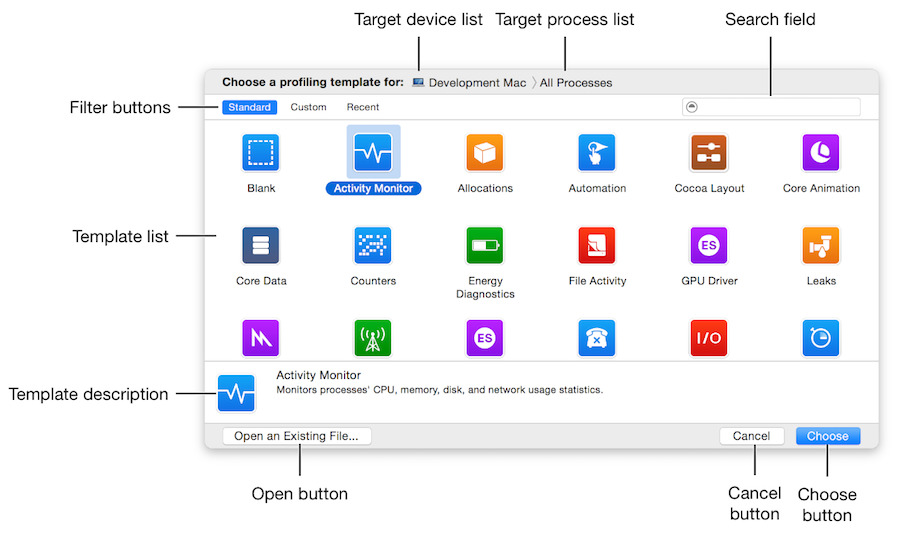 Target device list
Target process list
Search field
Choose a profiling template for: Development Mac 〉All Processes
Filter buttons
Standard
Custom
Recent
Blank
Activity Monitor
Allocations
Automation
Cocoa Layout
Core Animation
Template list
Core Data
Counters
Energy
Diagnostics
File Activity
ES
GPU Driver
Leaks
ES
I/O
Template description
Activity Monitor
Monitors processes' CPU, memory, disk, and network usage statistics.
Open an Existing File...
Cancel
Choose
Open button
Cancel
button
Choose
button